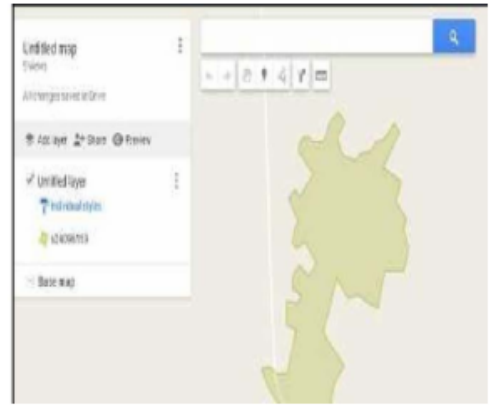 Untitled map
All changes saved in Drive
Add layer Share Preview
Untitled layer
Individual styles
Base map